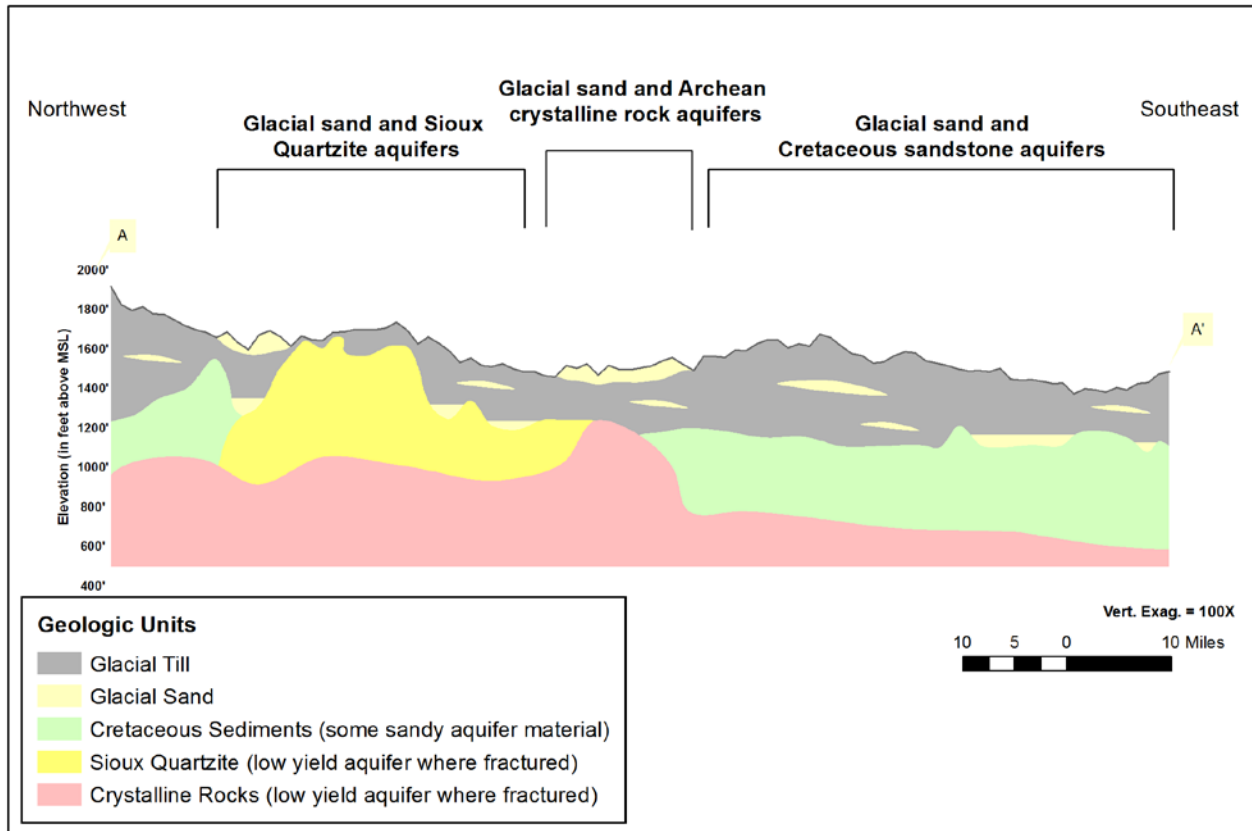 Northwest
Glacial sand and Sioux
Quartzite aquifers
Glacial sand and Archean
crystalline rock aquifers
Glacial sand and
Cretaceous sandstone aquifers
Southeast
A
A'
Elevation (in feet above MSL)
2000'
1800'
1600'
1400'
1200'
1000'
800'
600'
400'
Vert. Exag. = 100X
10 5 0 10 Miles
Geologic Units
Glacial Till
Glacial Sand
Cretaceous Sediments (some sandy aquifer material)
Sioux Quartzite (low yield aquifer where fractured)
Crystalline Rocks (low yield aquifer where fractured)